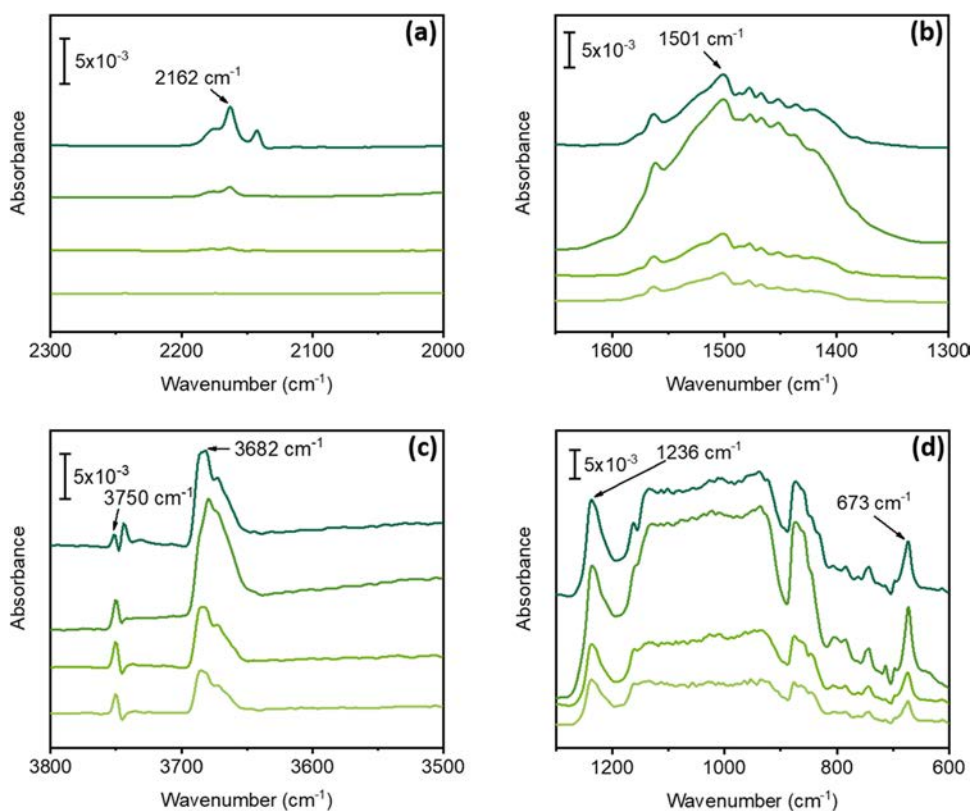 (a)
5x10⁻³
2162 cm⁻¹
Absorbance
2300 2200 2100 2000
Wavenumber (cm⁻¹)
(b)
5x10⁻³
1501 cm⁻¹
Absorbance
1600 1500 1400 1300
Wavenumber (cm⁻¹)
(c)
3682 cm⁻¹
5x10⁻³
3750 cm⁻¹
Absorbance
3800 3700 3600 3500
Wavenumber (cm⁻¹)
(d)
5x10⁻³
1236 cm⁻¹
673 cm⁻¹
Absorbance
1200 1000 800 600
Wavenumber (cm⁻¹)